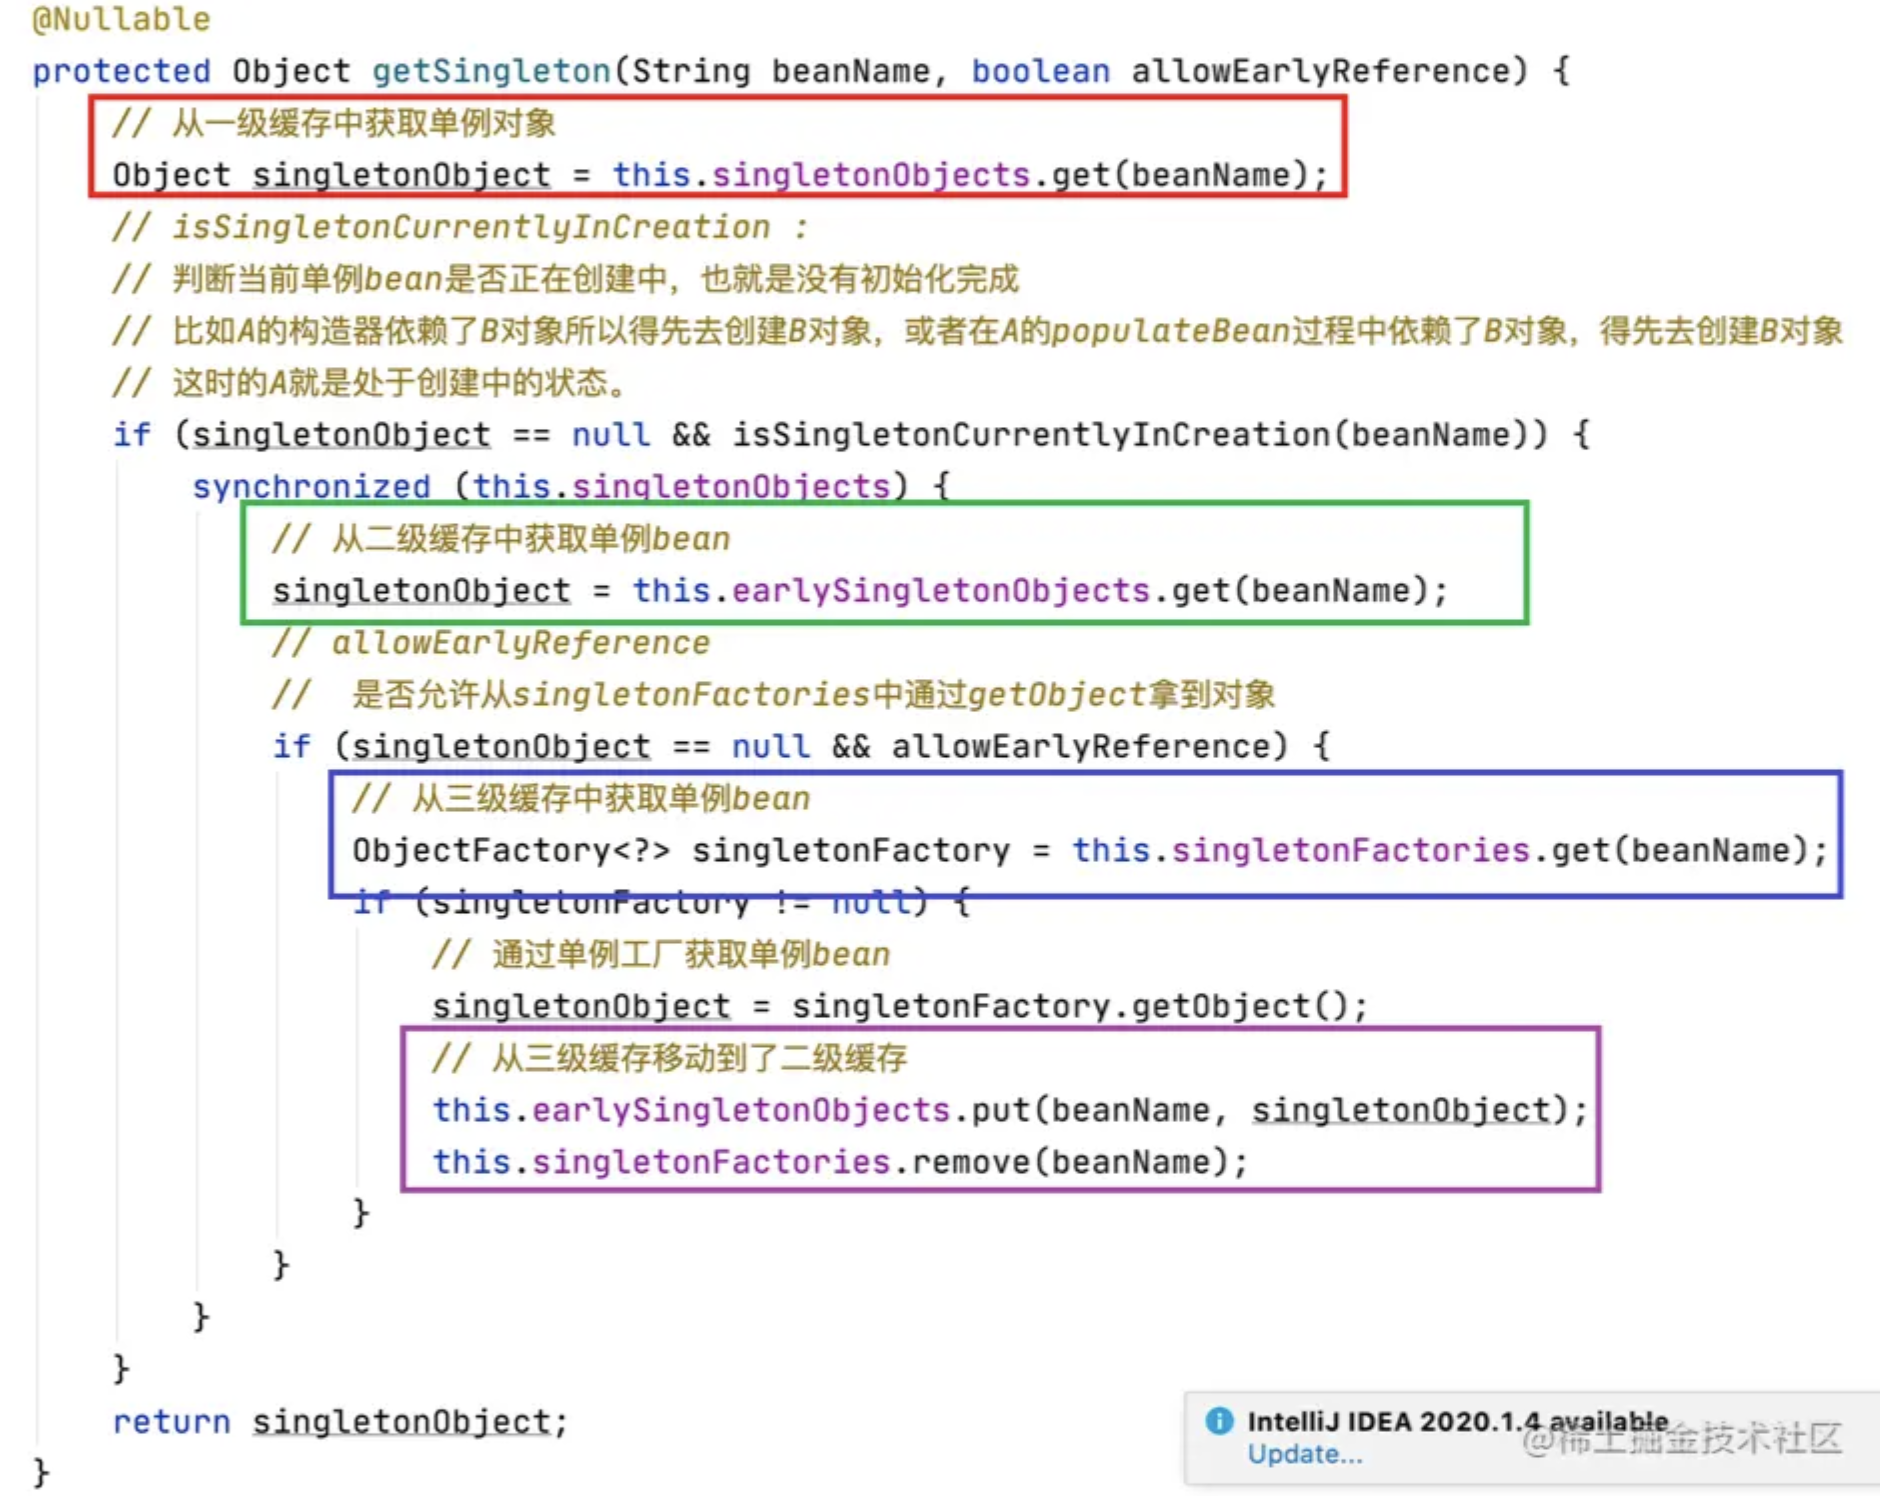 @Nullable
protected Object getSingleton(String beanName, boolean allowEarlyReference) {
// 从一级缓存中获取单例对象
Object singletonObject = this.singletonObjects.get(beanName);
// isSingletonCurrentlyInCreation :
// 判断当前单例bean是否正在创建中，也就是没有初始化完成
// 比如A的构造器依赖了B对象所以得先去创建B对象，或者在A的populateBean过程中依赖了B对象，得先去创建B对象
// 这时的A就是处于创建中的状态。
if (singletonObject == null && isSingletonCurrentlyInCreation(beanName)) {
synchronized (this.singletonObjects) {
// 从二级缓存中获取单例bean
singletonObject = this.earlySingletonObjects.get(beanName);
// allowEarlyReference
// 是否允许从singletonFactories中通过getObject拿到对象
if (singletonObject == null && allowEarlyReference) {
// 从三级缓存中获取单例bean
ObjectFactory<?> singletonFactory = this.singletonFactories.get(beanName);
if (singletonFactory != null) {
// 通过单例工厂获取单例bean
singletonObject = singletonFactory.getObject();
// 从三级缓存移动到了二级缓存
this.earlySingletonObjects.put(beanName, singletonObject);
this.singletonFactories.remove(beanName);
}
}
}
}
return singletonObject;
}
IntelliJ IDEA 2020.1.4 available
Update...
@稀土掘金技术社区